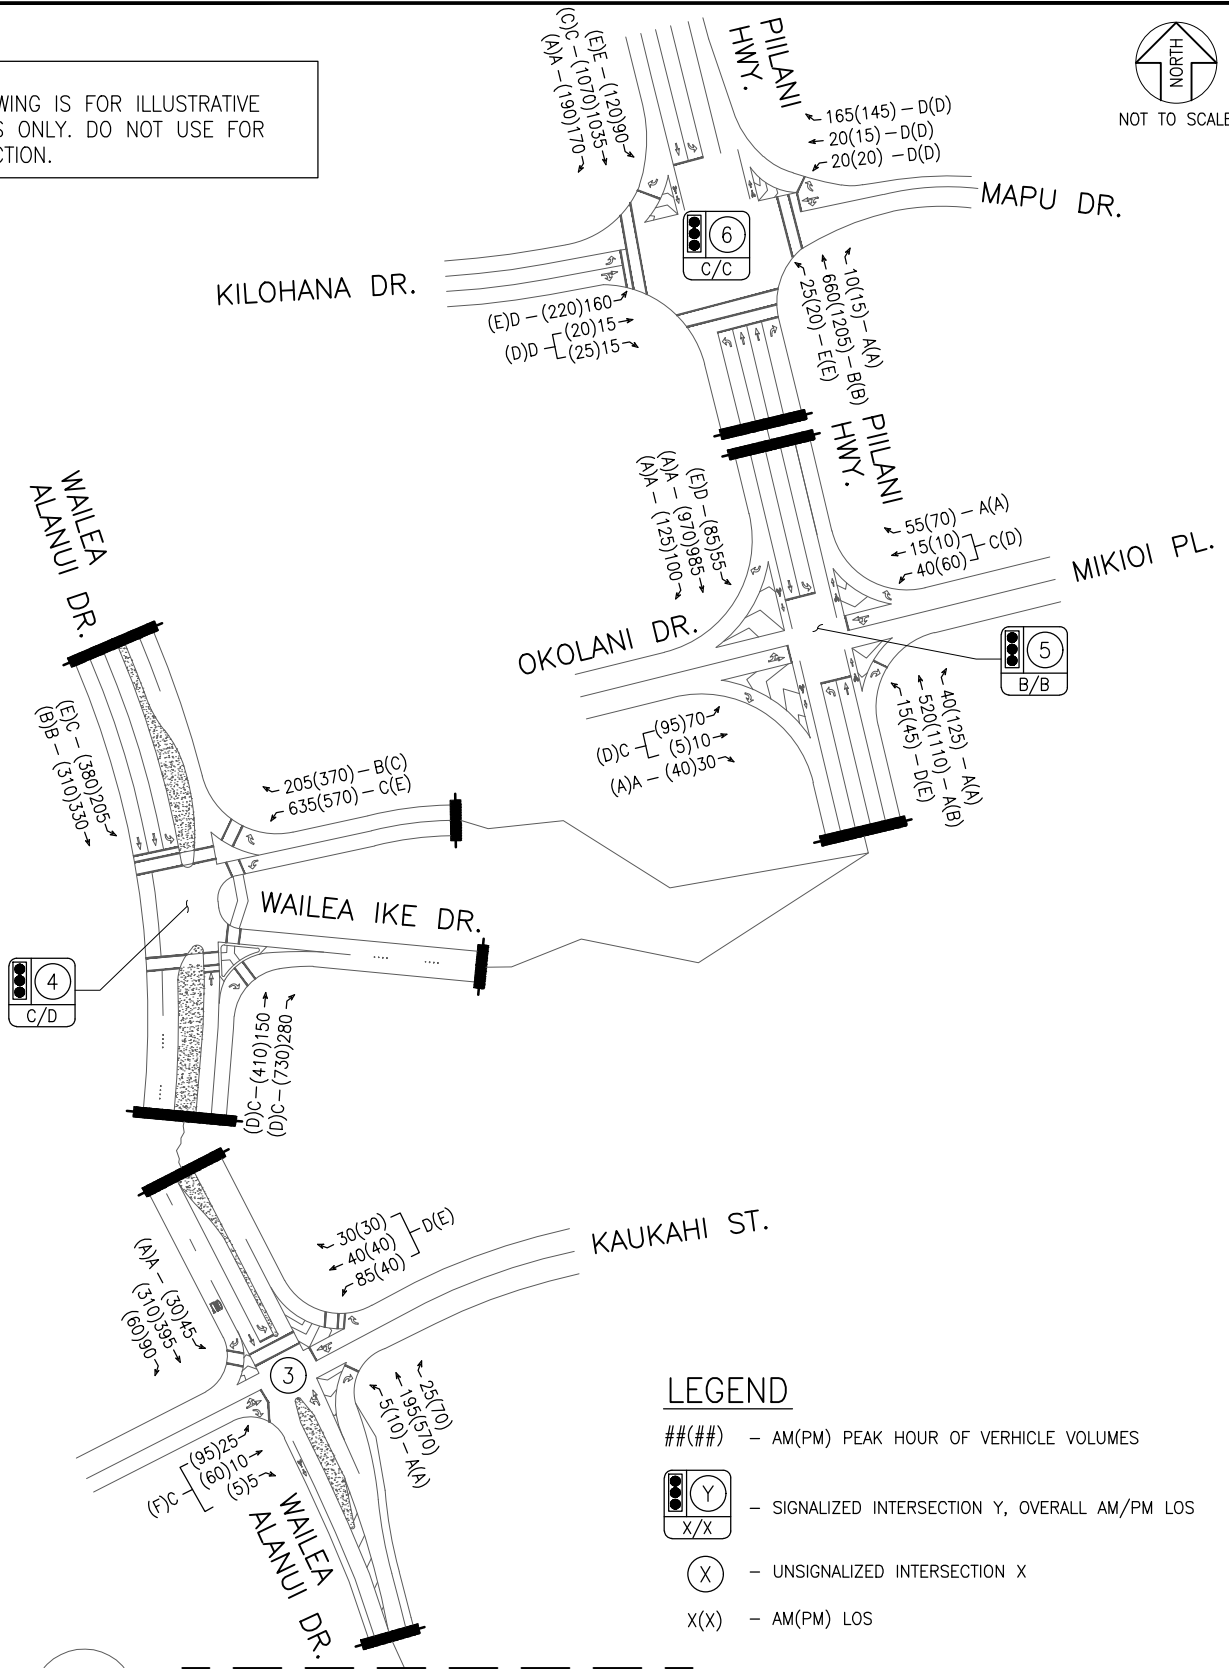 WING IS FOR ILLUSTRATIVE
S ONLY. DO NOT USE FOR
CTION.
NORTH
NOT TO SCALE
PIILANI
HWY.
(E)E – (120)90
(C)C – (1070)1035
(A)A – (190)170
165(145) – D(D)
20(15) – D(D)
20(20) – D(D)
MAPU DR.
KILOHANA DR.
6
C/C
(E)D – (220)160
(D)D
(20)15
(25)15
10(15) – A(A)
660(1205) – B(B)
25(20) – E(E)
PIILANI
HWY.
(E)D – (85)55
(A)A – (970)985
(A)A – (125)100
55(70) – A(A)
15(10)
40(60)
C(D)
MIKIOI PL.
OKOLANI DR.
5
B/B
(D)C
(95)70
(5)10
(A)A – (40)30
40(125) – A(A)
520(1110) – A(B)
15(45) – D(E)
WAILEA
ALANUI DR.
(E)C – (380)205
(B)B – (310)330
205(370) – B(C)
635(570) – C(E)
WAILEA IKE DR.
4
C/D
(D)C – (410)150
(D)C – (730)280
(A)A – (30)45
(310)395
(60)90
30(30)
40(40)
85(40)
D(E)
KAUKAHI ST.
3
25(70)
195(570)
5(10) – A(A)
(F)C
(95)25
(60)10
(5)5
WAILEA
ALANUI DR.
LEGEND
##(##) – AM(PM) PEAK HOUR OF VERHICLE VOLUMES
Y
X/X
– SIGNALIZED INTERSECTION Y, OVERALL AM/PM LOS
X – UNSIGNALIZED INTERSECTION X
X(X) – AM(PM) LOS